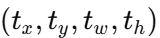 (t_x, t_y, t_w, t_h)